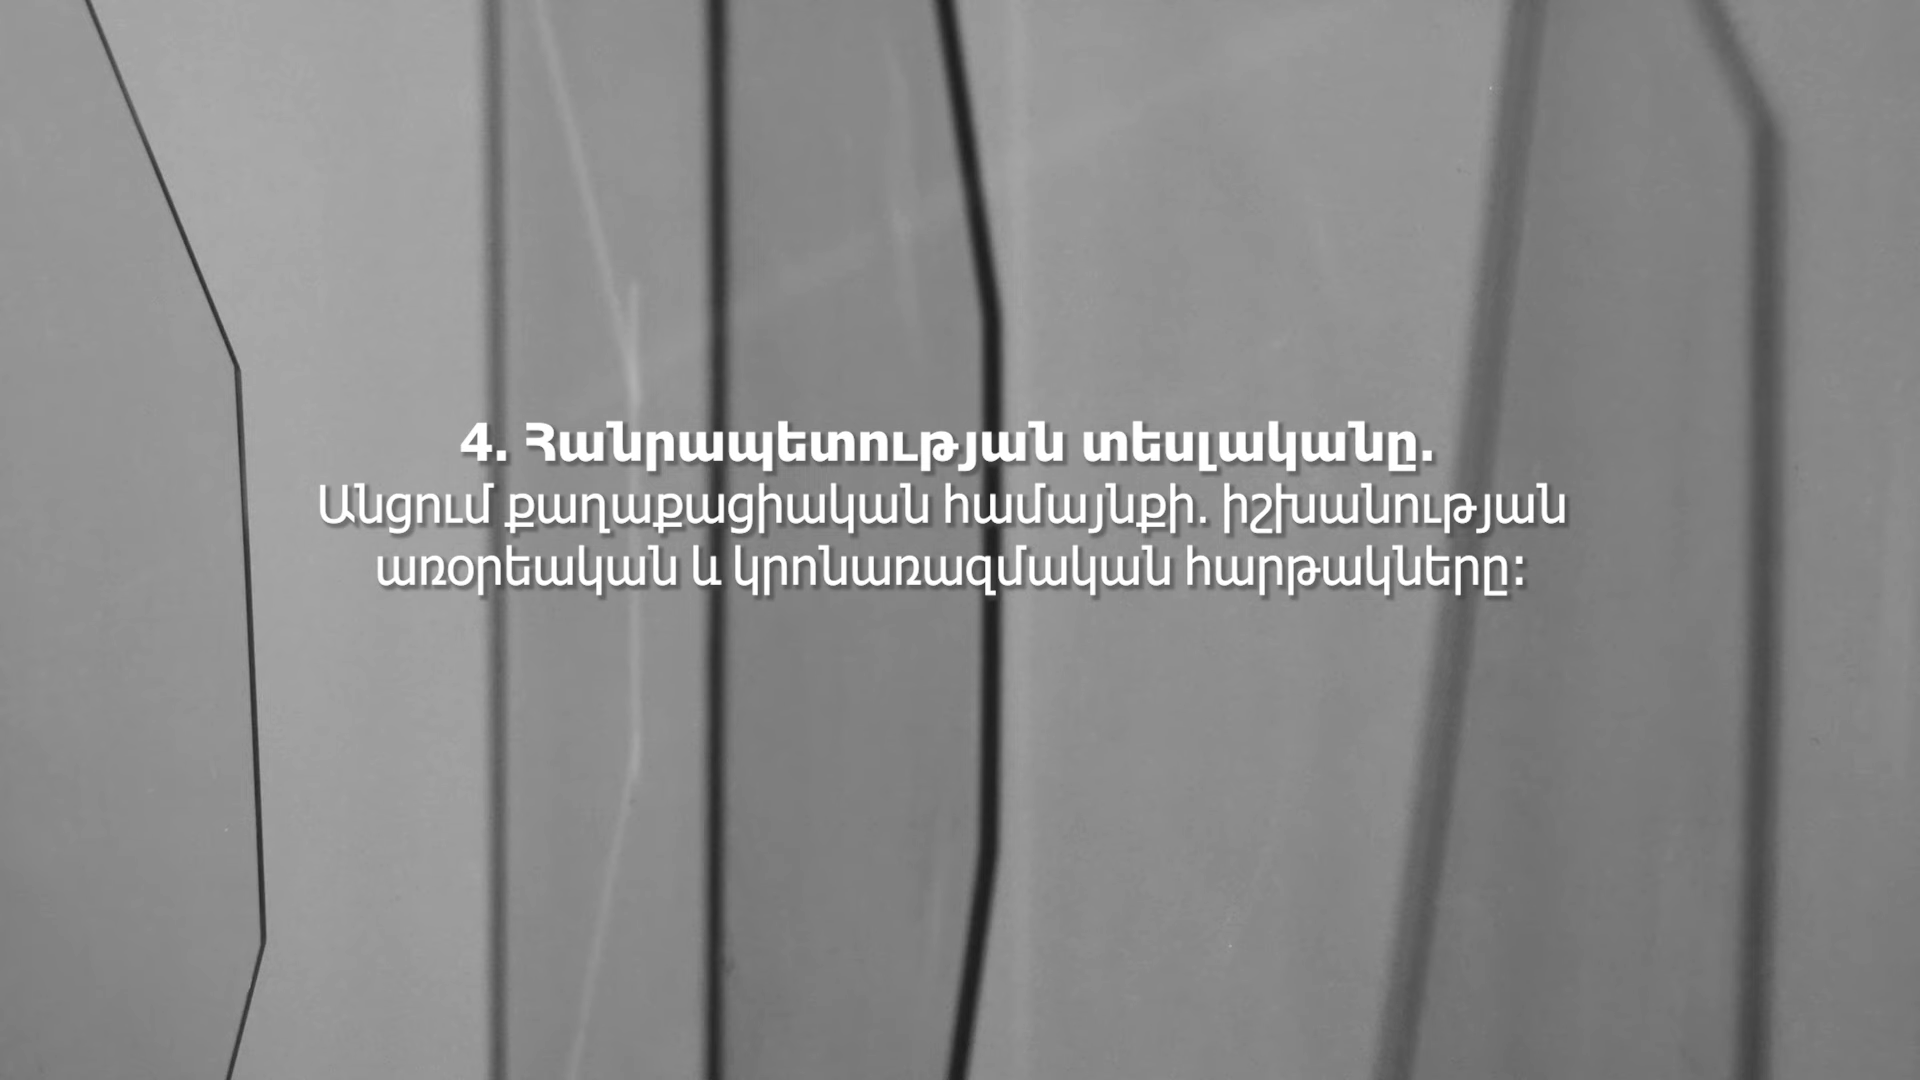 4. Հանրապետության տեսլականը.
Անցում քաղաքացիական համայնքի. իշխանության
առօրեական և կրոնառազմական հարթակները: